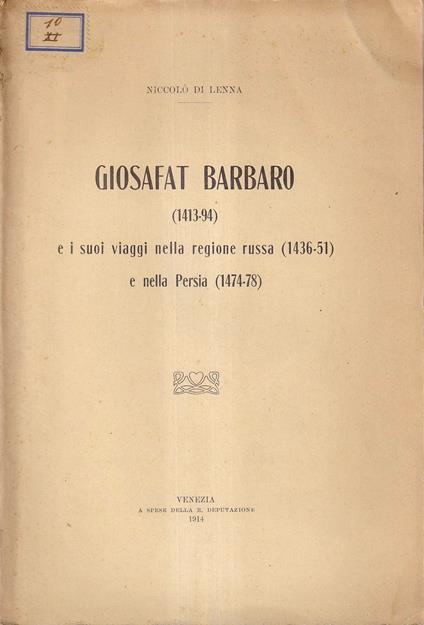 10
XI
NICCOLÒ DI LENNA
GIOSAFAT BARBARO
(1413-94)
e i suoi viaggi nella regione russa (1436-51)
e nella Persia (1474-78)
VENEZIA
A SPESE DELLA R. DEPUTAZIONE
1914